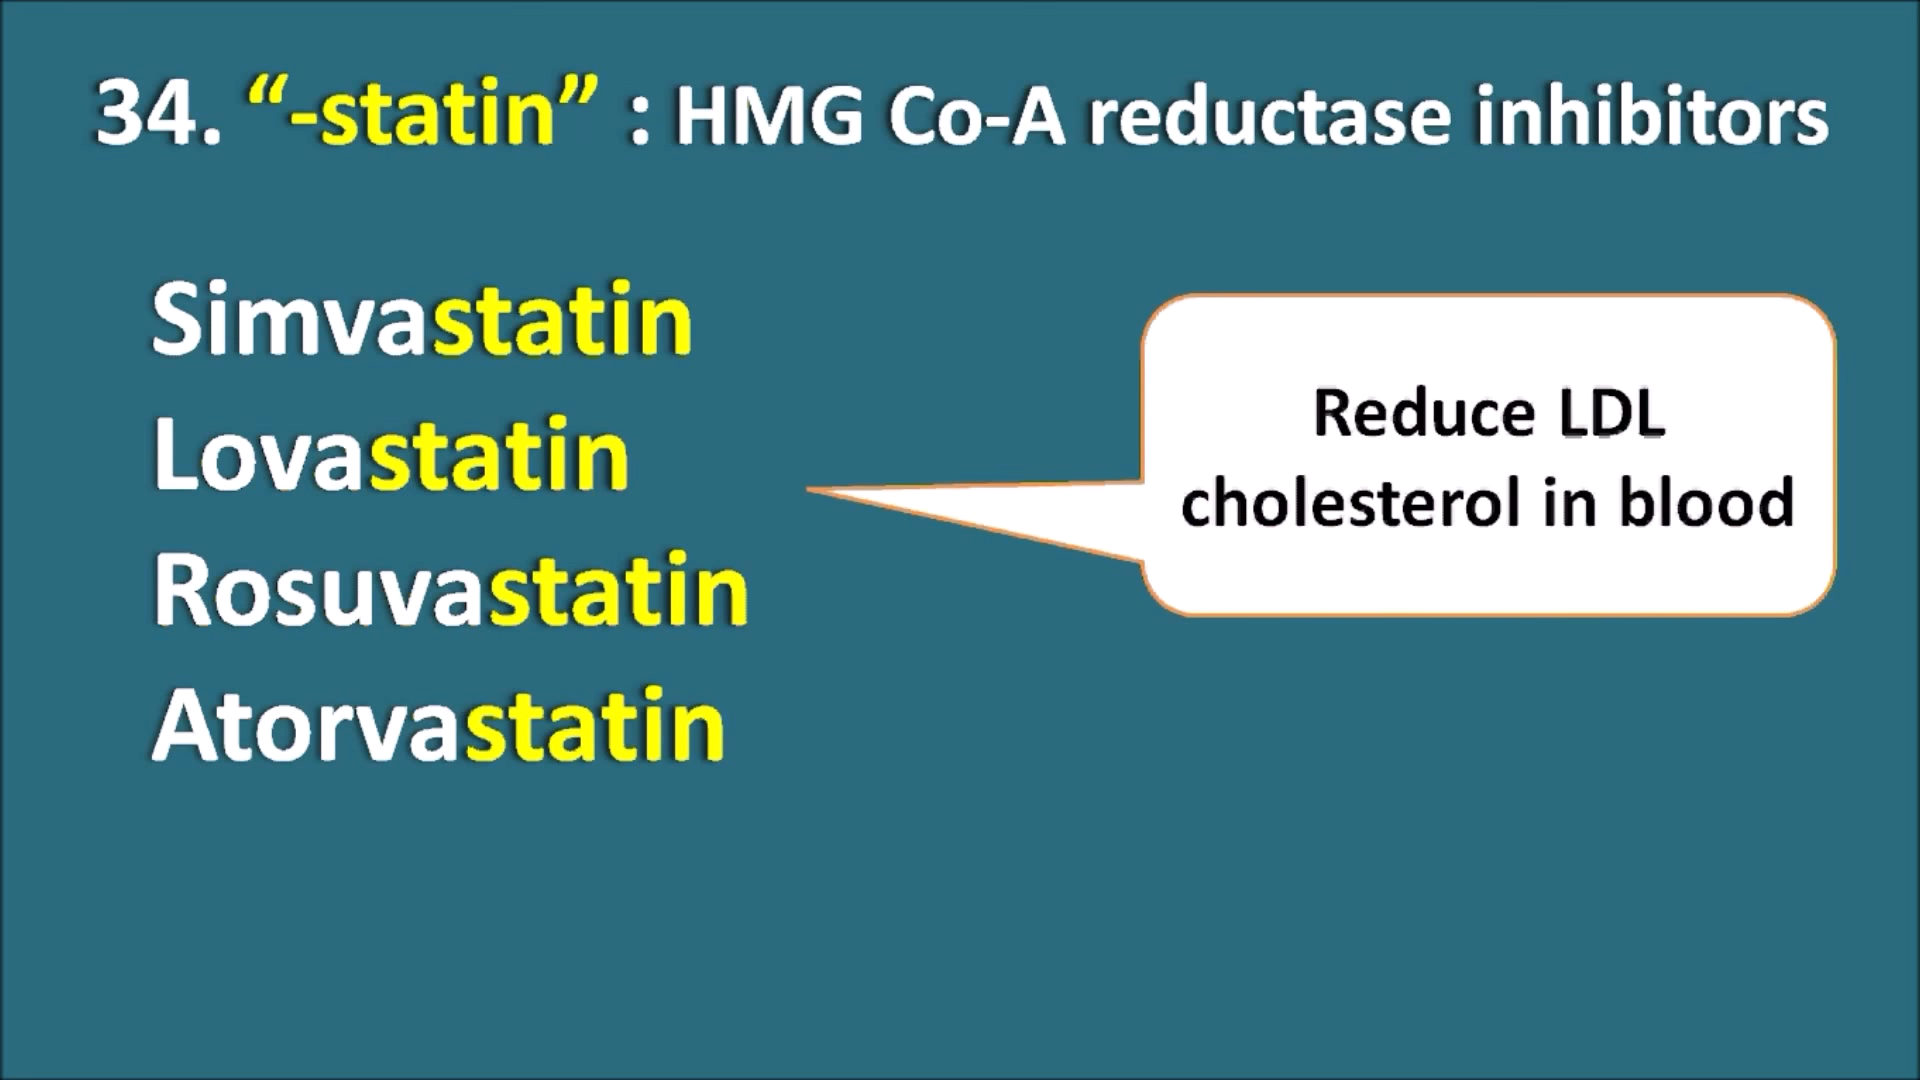 34. “-statin” : HMG Co-A reductase inhibitors
Simvastatin
Lovastatin
Rosuvastatin
Atorvastatin
Reduce LDL
cholesterol in blood